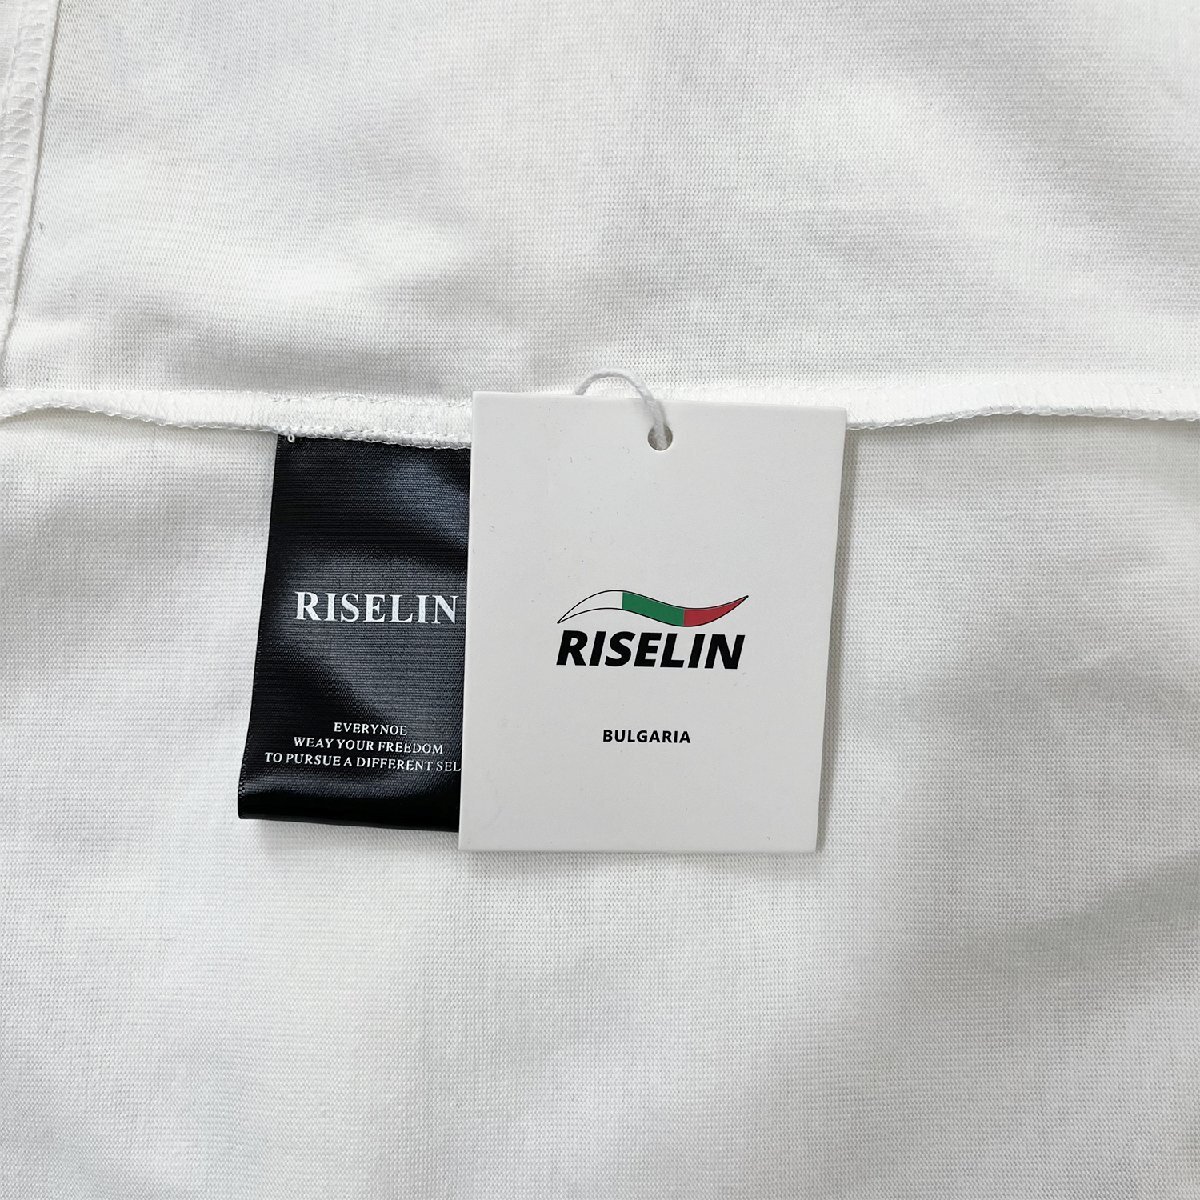 RISELIN
EVERYNOE
WEAY YOUR FREEDOM
TO PURSUE A DIFFERENT SEL
RISELIN
BULGARIA